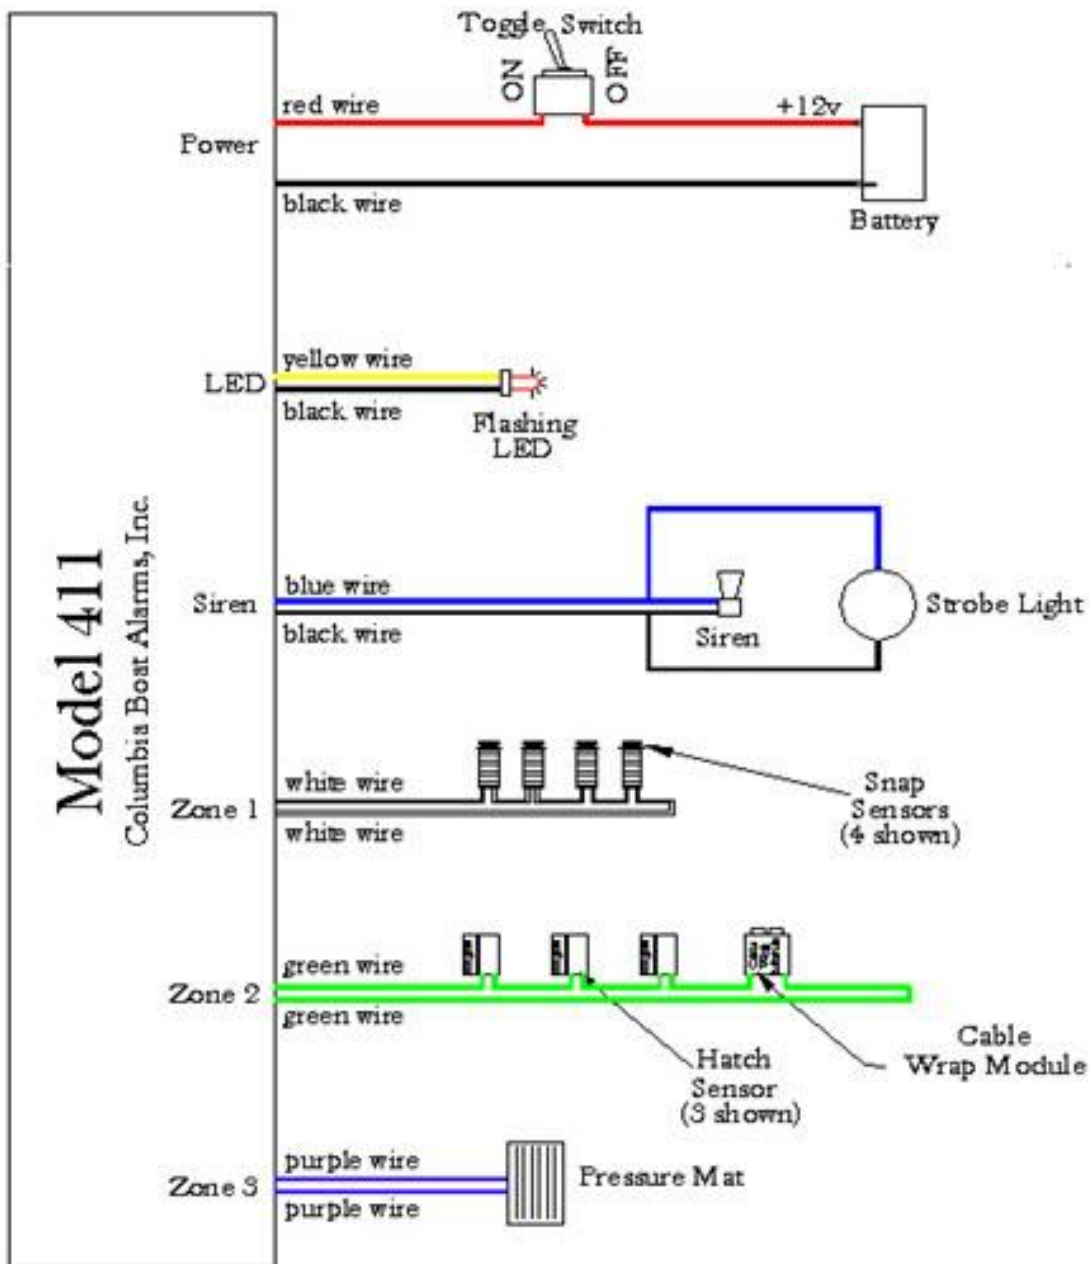 Toggle Switch
ON
OFF
red wire
+12v
Power
black wire
Battery
yellow wire
LED
black wire
Flashing
LED
Model 411
Columbia Boat Alarms, Inc.
blue wire
Siren
black wire
Siren
Strobe Light
white wire
Zone 1
white wire
Snap
Sensors
(4 shown)
green wire
Zone 2
green wire
Hatch
Sensor
(3 shown)
Cable
Wrap Module
purple wire
Zone 3
purple wire
Pressure Mat